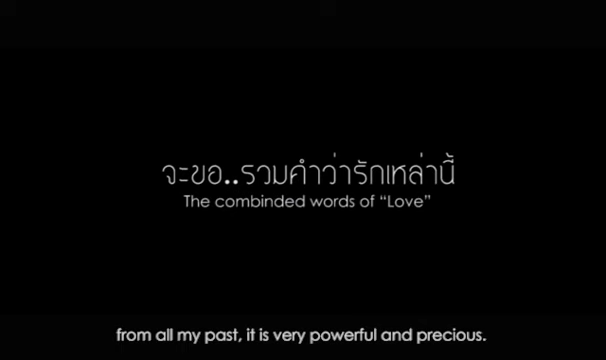 จะขอ..รวมคำว่ารักเหล่านี้
The combinded words of “Love”
from all my past, it is very powerful and precious.